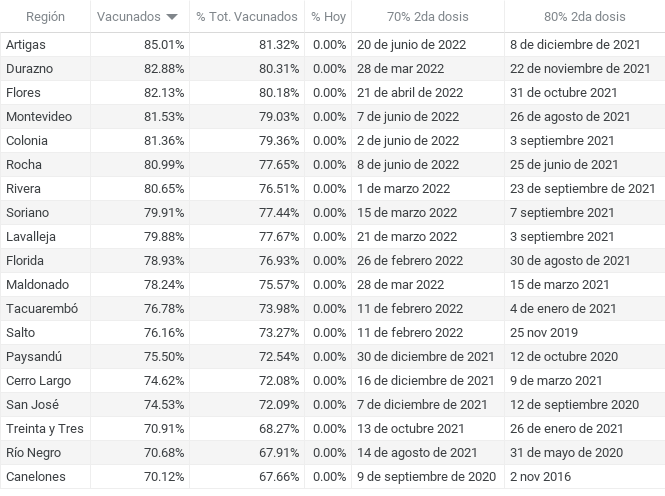 Región Vacunados % Tot. Vacunados % Hoy 70% 2da dosis 80% 2da dosis
Artigas 85.01% 81.32% 0.00% 20 de junio de 2022 8 de diciembre de 2021
Durazno 82.88% 80.31% 0.00% 28 de mar 2022 22 de noviembre de 2021
Flores 82.13% 80.18% 0.00% 21 de abril de 2022 31 de octubre 2021
Montevideo 81.53% 79.03% 0.00% 7 de junio de 2022 26 de agosto de 2021
Colonia 81.36% 79.36% 0.00% 2 de junio de 2022 3 septiembre 2021
Rocha 80.99% 77.65% 0.00% 8 de junio de 2022 25 de junio de 2021
Rivera 80.65% 76.51% 0.00% 1 de marzo 2022 23 de septiembre de 2021
Soriano 79.91% 77.44% 0.00% 15 de marzo 2022 7 septiembre 2021
Lavalleja 79.88% 77.67% 0.00% 21 de marzo 2022 3 septiembre 2021
Florida 78.93% 76.93% 0.00% 26 de febrero 2022 30 de agosto de 2021
Maldonado 78.24% 75.57% 0.00% 28 de mar 2022 15 de marzo 2021
Tacuarembó 76.78% 73.98% 0.00% 11 de febrero 2022 4 de enero de 2021
Salto 76.16% 73.27% 0.00% 11 de febrero 2022 25 nov 2019
Paysandú 75.50% 72.54% 0.00% 30 de diciembre de 2021 12 de octubre 2020
Cerro Largo 74.62% 72.08% 0.00% 16 de diciembre de 2021 9 de marzo 2021
San José 74.53% 72.09% 0.00% 7 de diciembre de 2021 12 de septiembre 2020
Treinta y Tres 70.91% 68.27% 0.00% 13 de octubre 2021 26 de enero de 2021
Río Negro 70.68% 67.91% 0.00% 14 de agosto de 2021 31 de mayo de 2020
Canelones 70.12% 67.66% 0.00% 9 de septiembre de 2020 2 nov 2016